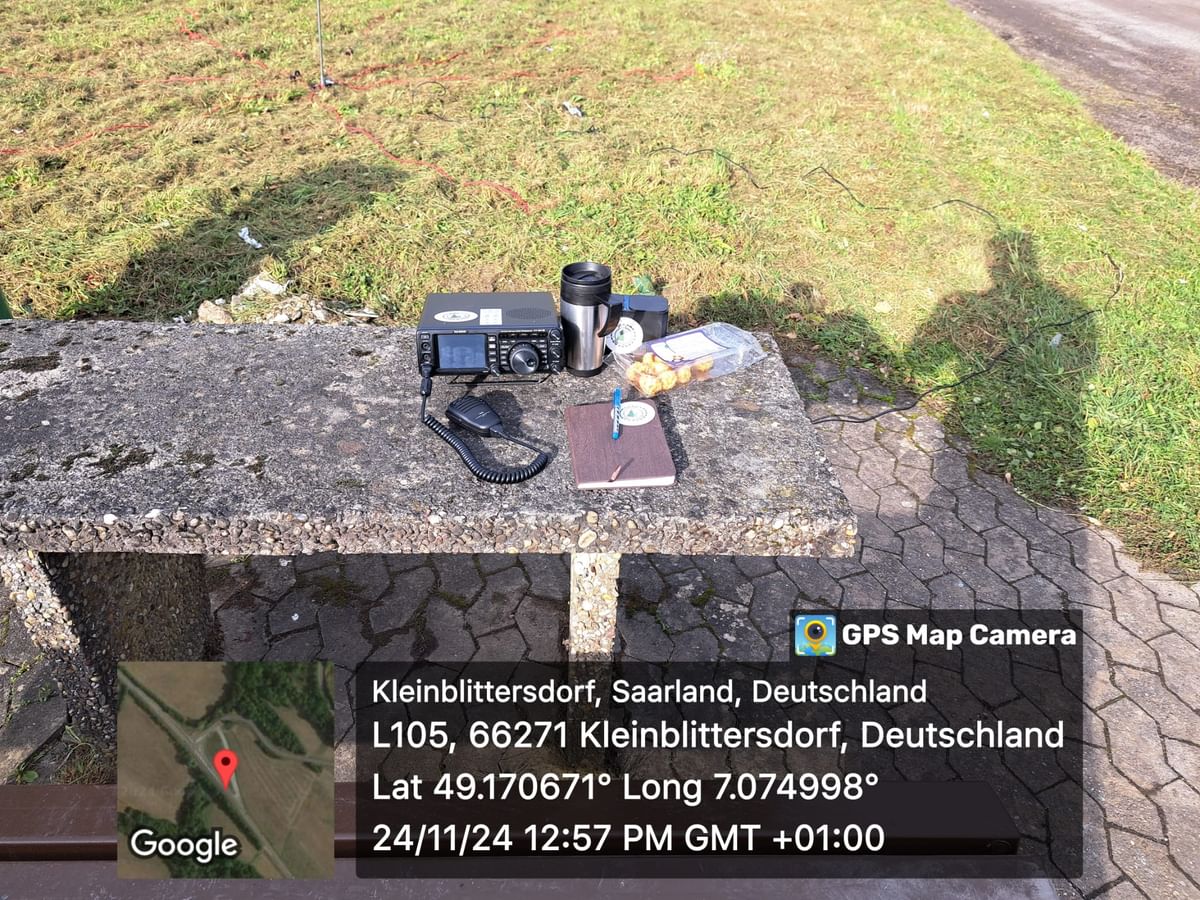 GPS Map Camera
Kleinblittersdorf, Saarland, Deutschland
L105, 66271 Kleinblittersdorf, Deutschland
Lat 49.170671° Long 7.074998°
24/11/24 12:57 PM GMT +01:00
Google